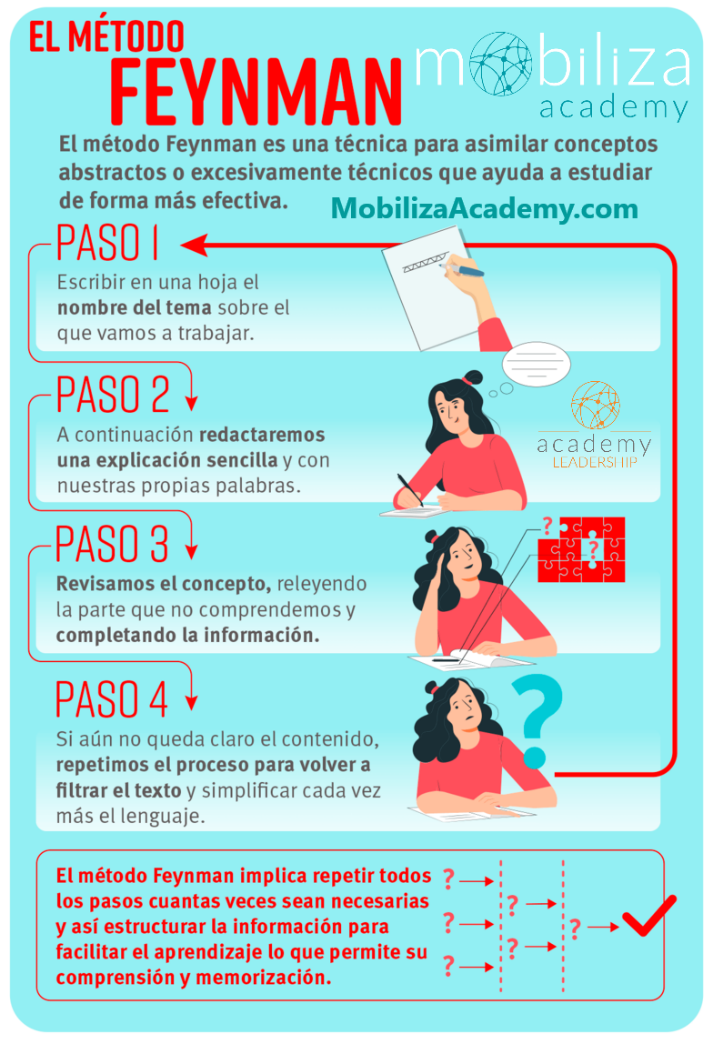 EL MÉTODO
FEYNMAN
mobiliza
academy
El método Feynman es una técnica para asimilar conceptos
abstractos o excesivamente técnicos que ayuda a estudiar
de forma más efectiva.
MobilizaAcademy.com
PASO 1
Escribir en una hoja el
nombre del tema sobre el
que vamos a trabajar.
PASO 2
A continuación redactaremos
una explicación sencilla y con
nuestras propias palabras.
academy
LEADERSHIP
PASO 3
Revisamos el concepto, releyendo
la parte que no comprendemos y
completando la información.
?
?
PASO 4
Si aún no queda claro el contenido,
repetimos el proceso para volver a
filtrar el texto y simplificar cada vez
más el lenguaje.
?
El método Feynman implica repetir todos
los pasos cuantas veces sean necesarias
y así estructurar la información para
facilitar el aprendizaje lo que permite su
comprensión y memorización.
?
?
?
?
?
?